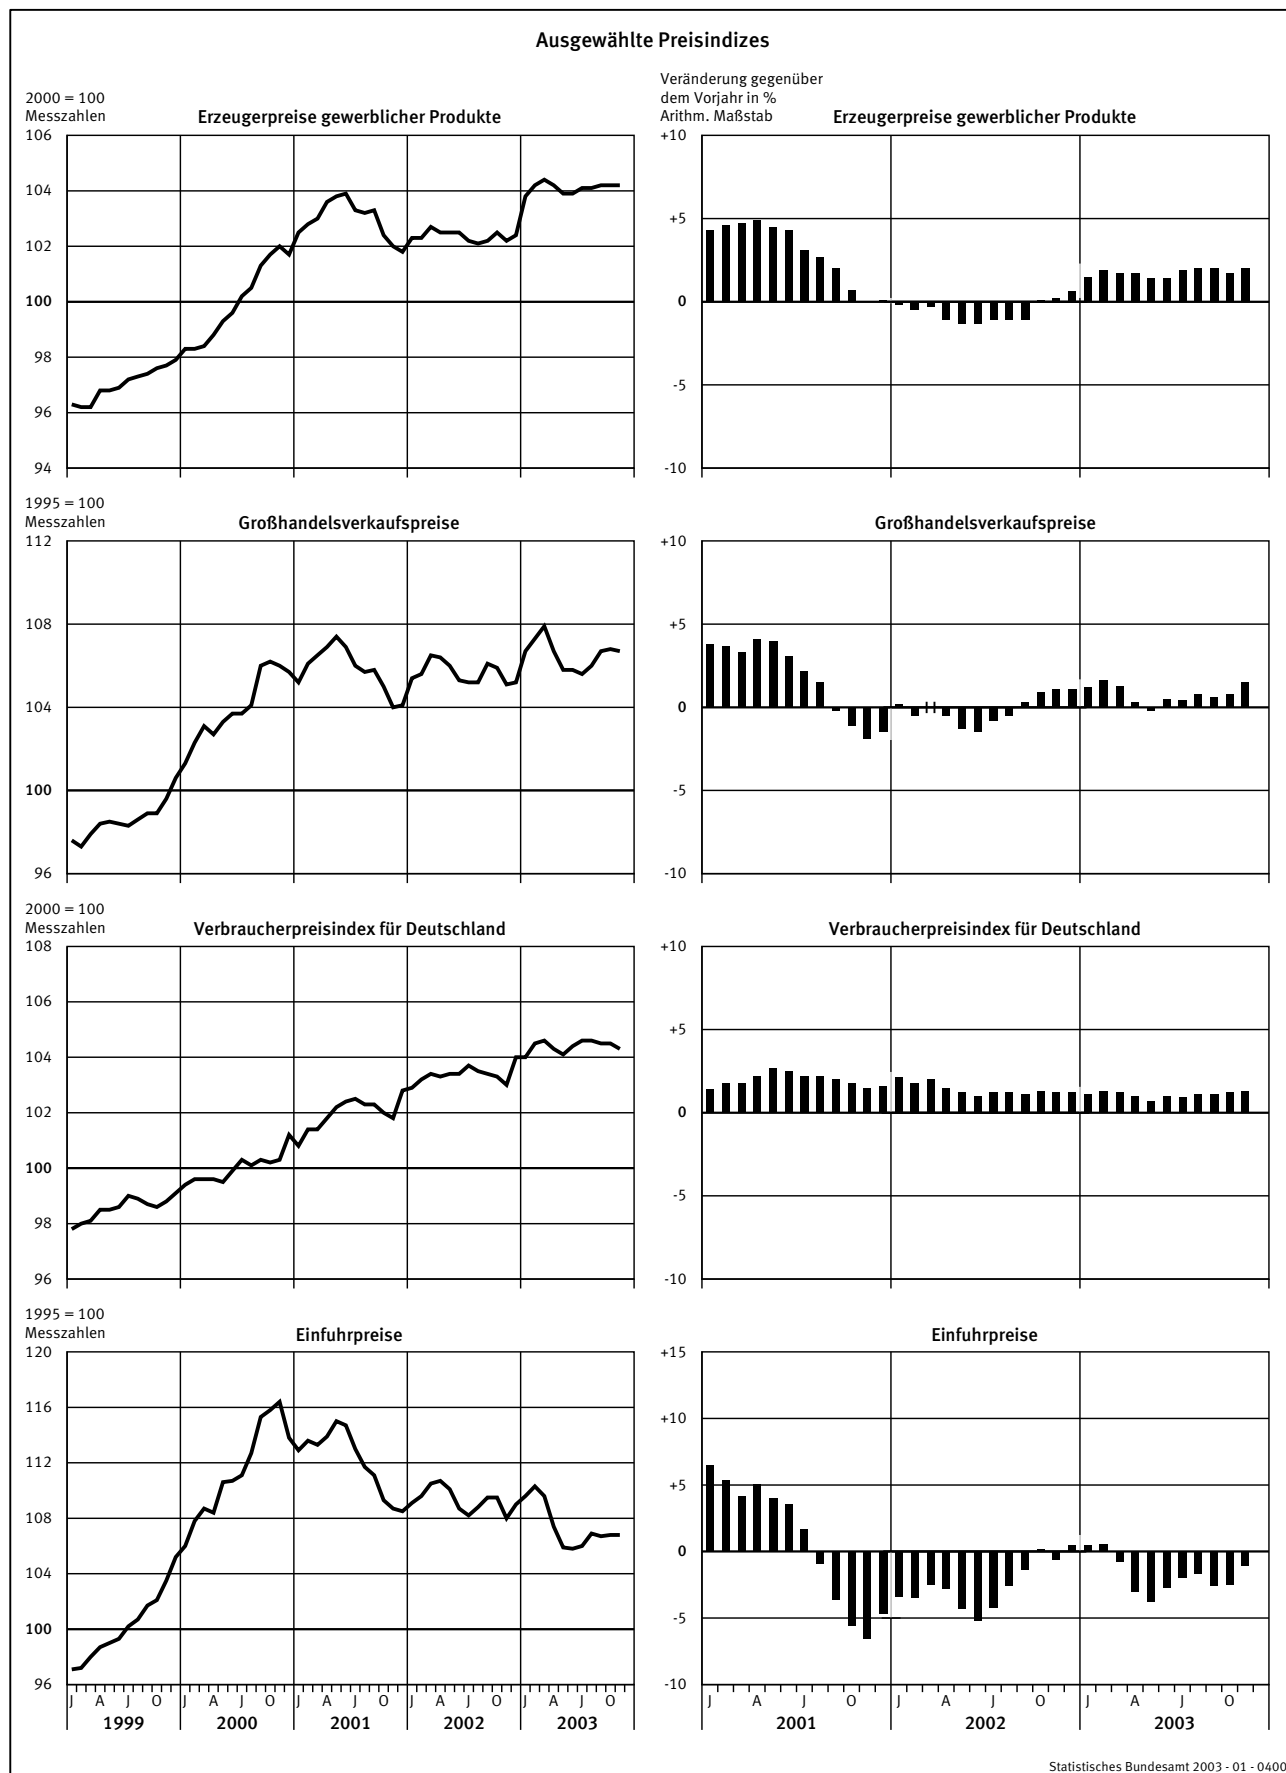 Ausgewählte Preisindizes
2000 = 100
Messzahlen
Erzeugerpreise gewerblicher Produkte
106
104
102
100
98
96
94
Veränderung gegenüber
dem Vorjahr in %
Arithm. Maßstab
Erzeugerpreise gewerblicher Produkte
+10
+5
0
-5
-10
1995 = 100
Messzahlen
Großhandelsverkaufspreise
112
108
104
100
96
Großhandelsverkaufspreise
+10
+5
0
-5
-10
2000 = 100
Messzahlen
Verbraucherpreisindex für Deutschland
108
106
104
102
100
98
96
Verbraucherpreisindex für Deutschland
+10
+5
0
-5
-10
1995 = 100
Messzahlen
Einfuhrpreise
120
116
112
108
104
100
96
J A J O J A J O J A J O J A J O J A J O
1999 2000 2001 2002 2003
Einfuhrpreise
+15
+10
+5
0
-5
-10
J A J O J A J O J A J O
2001 2002 2003
Statistisches Bundesamt 2003 - 01 - 0400